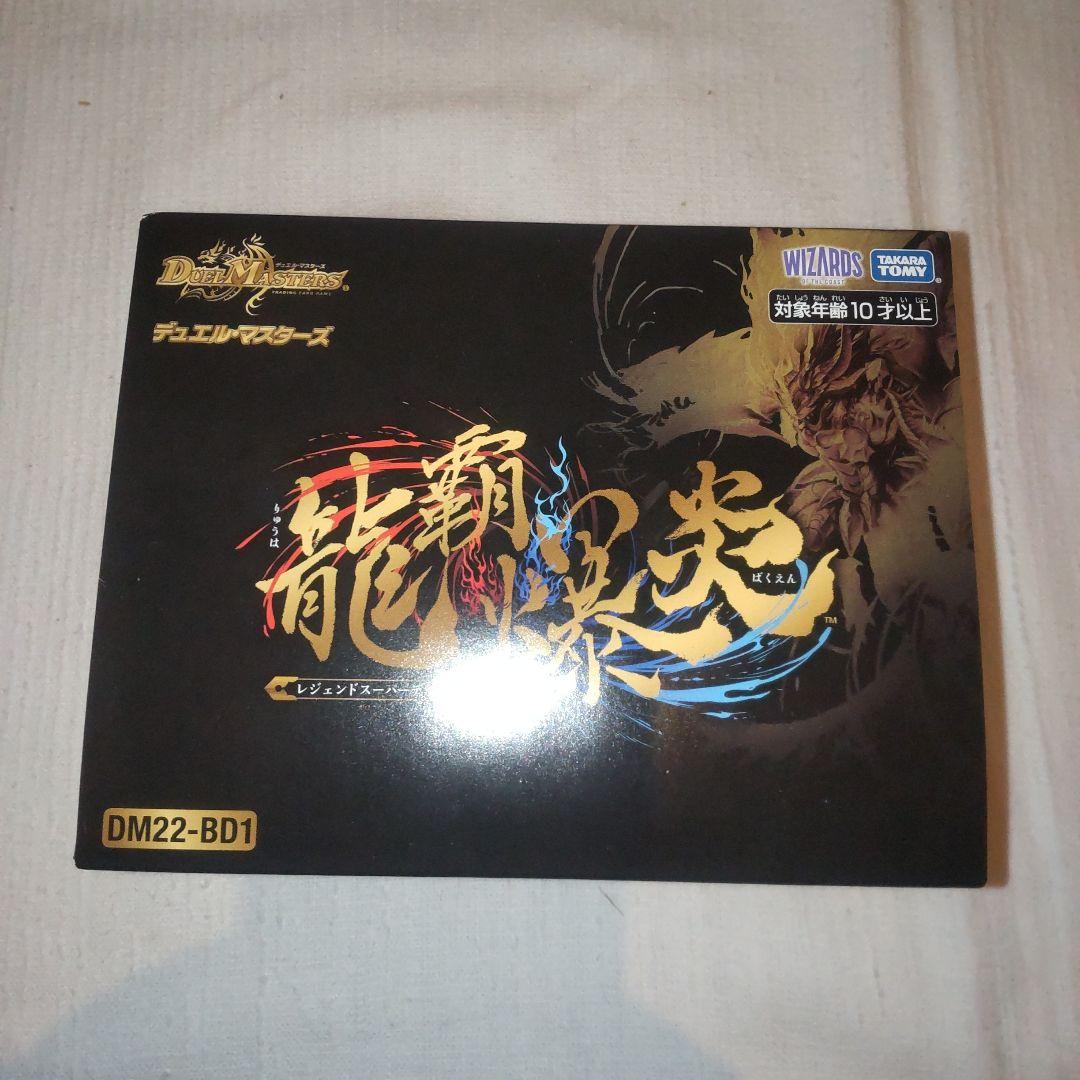 DUEL MASTERS
デュエル・マスターズ
TRADING CARD GAME
デュエル・マスターズ
WIZARDS
OF THE COAST
TAKARA
TOMY
たいしょうねんれい さいいじょう
対象年齢10才以上
りゅうは
龍覇
爆炎
ばくえん
TM
レジェンドスーパー
DM22-BD1